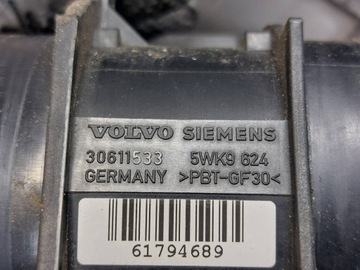 VOLVO SIEMENS
30611533 5WK9 624
GERMANY >PBT-GF30<
61794689